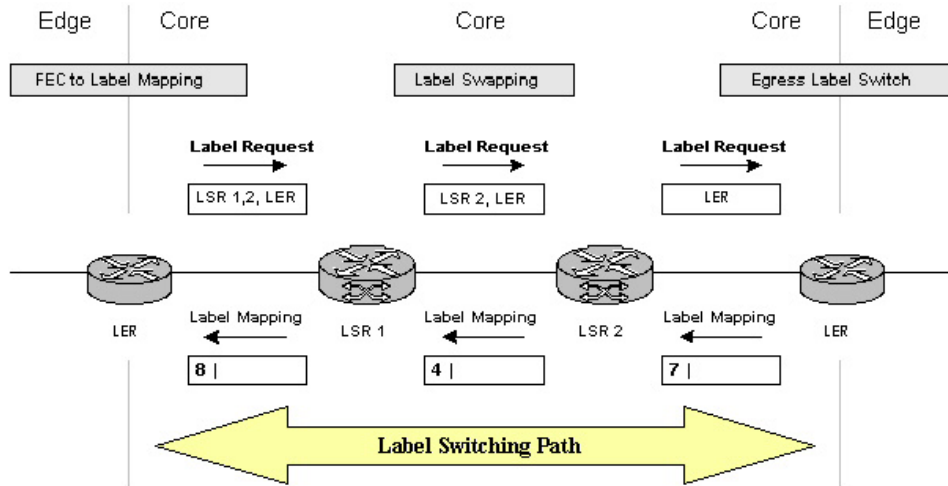 Edge Core Core Core Edge
FEC to Label Mapping Label Swapping Egress Label Switch
Label Request Label Request Label Request
LSR 1,2, LER LSR 2, LER LER
LER LSR 1 LSR 2 LER
Label Mapping Label Mapping Label Mapping
8 | 4 | 7 |
Label Switching Path